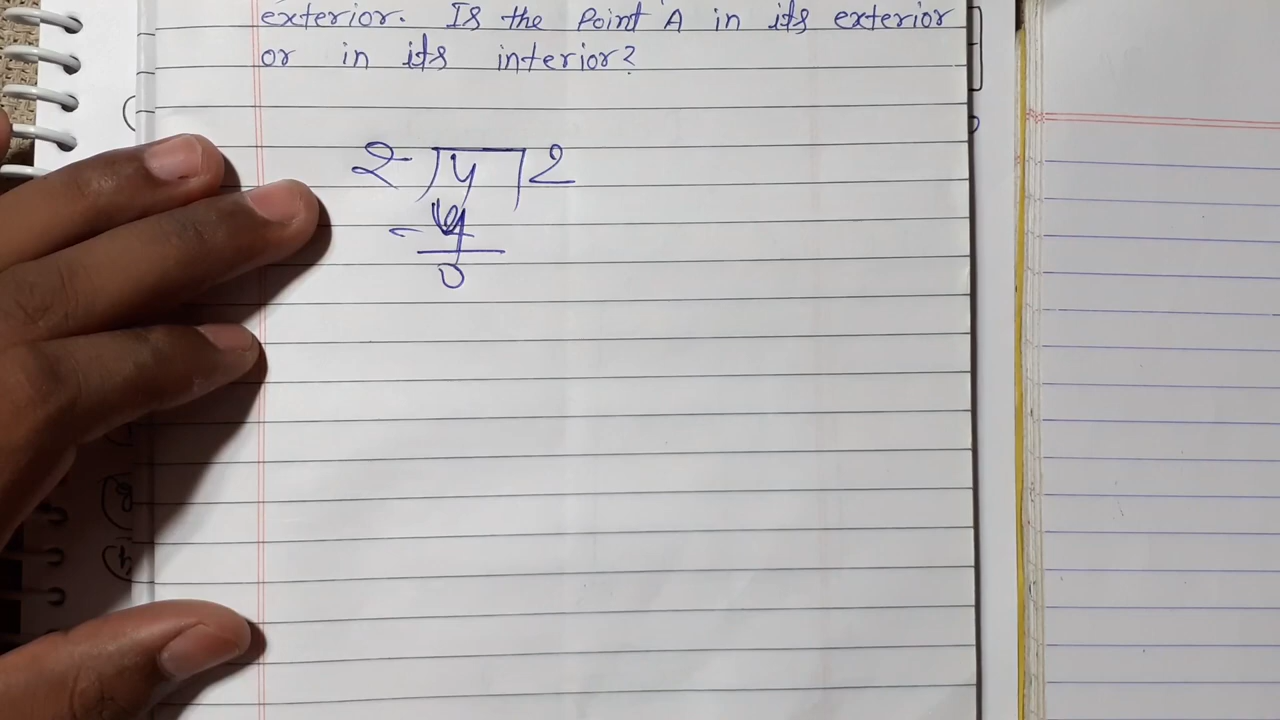 exterior. Is the Point A in its exterior
or in its interior?
2 ) 4 ( 2
- 4
0